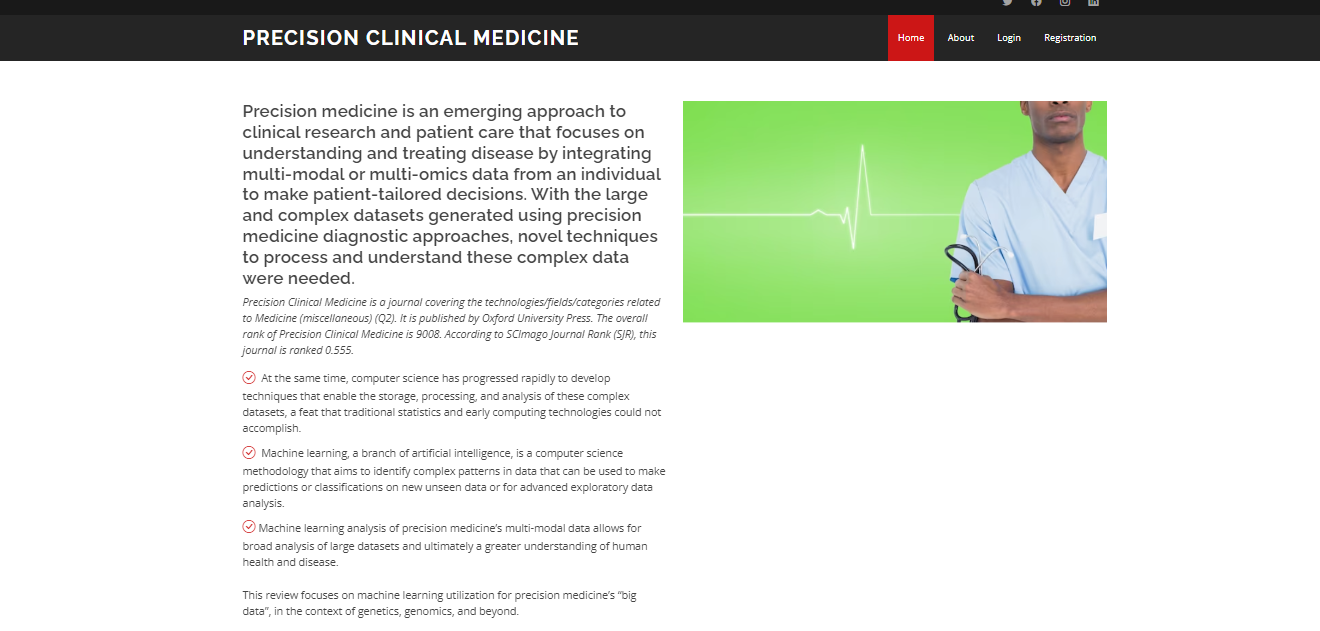 PRECISION CLINICAL MEDICINE
Home About Login Registration
Precision medicine is an emerging approach to
clinical research and patient care that focuses on
understanding and treating disease by integrating
multi-modal or multi-omics data from an individual
to make patient-tailored decisions. With the large
and complex datasets generated using precision
medicine diagnostic approaches, novel techniques
to process and understand these complex data
were needed.
Precision Clinical Medicine is a journal covering the technologies/fields/categories related
to Medicine (miscellaneous) (Q2). It is published by Oxford University Press. The overall
rank of Precision Clinical Medicine is 9008. According to SCImago Journal Rank (SJR), this
journal is ranked 0.555.
At the same time, computer science has progressed rapidly to develop
techniques that enable the storage, processing, and analysis of these complex
datasets, a feat that traditional statistics and early computing technologies could not
accomplish.
Machine learning, a branch of artificial intelligence, is a computer science
methodology that aims to identify complex patterns in data that can be used to make
predictions or classifications on new unseen data or for advanced exploratory data
analysis.
Machine learning analysis of precision medicine’s multi-modal data allows for
broad analysis of large datasets and ultimately a greater understanding of human
health and disease.
This review focuses on machine learning utilization for precision medicine’s “big
data”, in the context of genetics, genomics, and beyond.